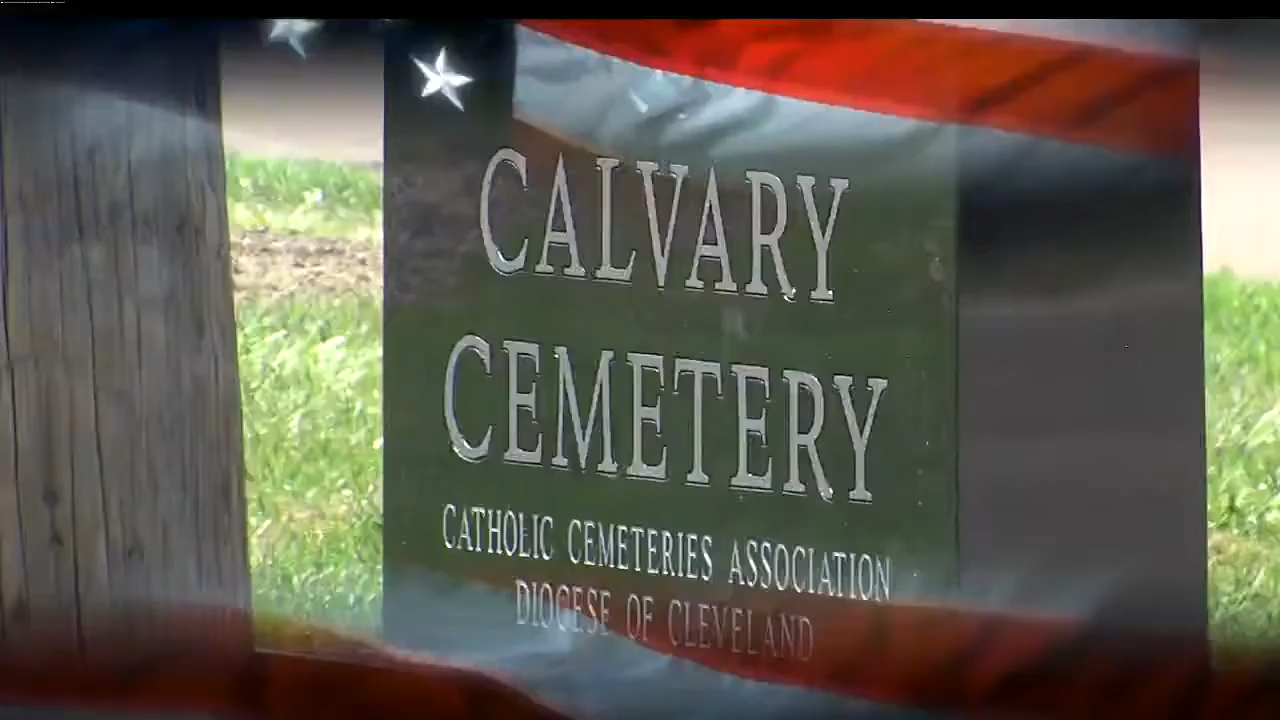 CALVARY
CEMETERY
CATHOLIC CEMETERIES ASSOCIATION
DIOCESE OF CLEVELAND